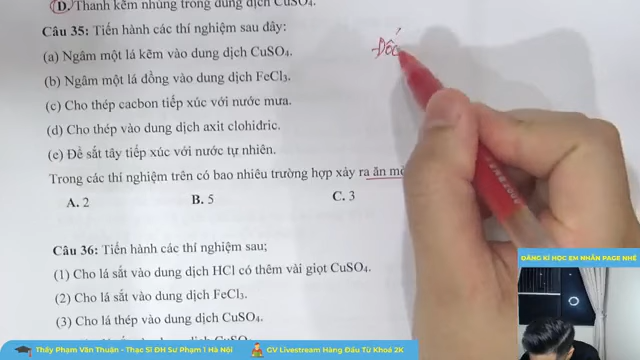 D. Thanh kẽm nhúng trong dung dịch CuSO₄.
Câu 35: Tiến hành các thí nghiệm sau đây:
(a) Ngâm một lá kẽm vào dung dịch CuSO₄.
(b) Ngâm một lá đồng vào dung dịch FeCl₃.
(c) Cho thép cacbon tiếp xúc với nước mưa.
(d) Cho thép vào dung dịch axit clohiđric.
(e) Để sắt tây tiếp xúc với nước tự nhiên.
Trong các thí nghiệm trên có bao nhiêu trường hợp xảy ra ăn mò
A. 2 B. 5 C. 3
Câu 36: Tiến hành các thí nghiệm sau;
(1) Cho lá sắt vào dung dịch HCl có thêm vài giọt CuSO₄.
(2) Cho lá sắt vào dung dịch FeCl₃.
(3) Cho lá thép vào dung dịch CuSO₄.
ĐĂNG KÍ HỌC EM NHẮN PAGE NHÉ
Thầy Phạm Văn Thuận - Thạc Sĩ ĐH Sư Phạm 1 Hà Nội
GV Livestream Hàng Đầu Từ Khoá 2K